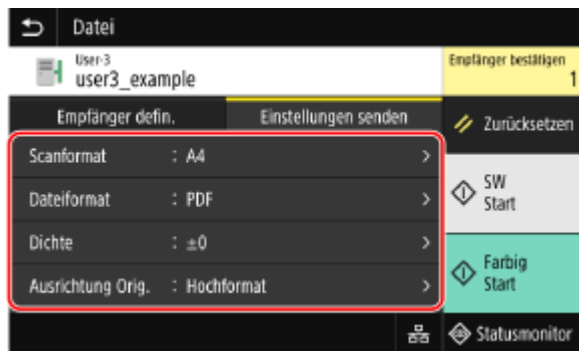 Datei
User-3
user3_example
Empfänger bestätigen
1
Empfänger defin.
Einstellungen senden
Zurücksetzen
Scanformat : A4
Dateiformat : PDF
Dichte : ±0
Ausrichtung Orig. : Hochformat
SW
Start
Farbig
Start
Statusmonitor